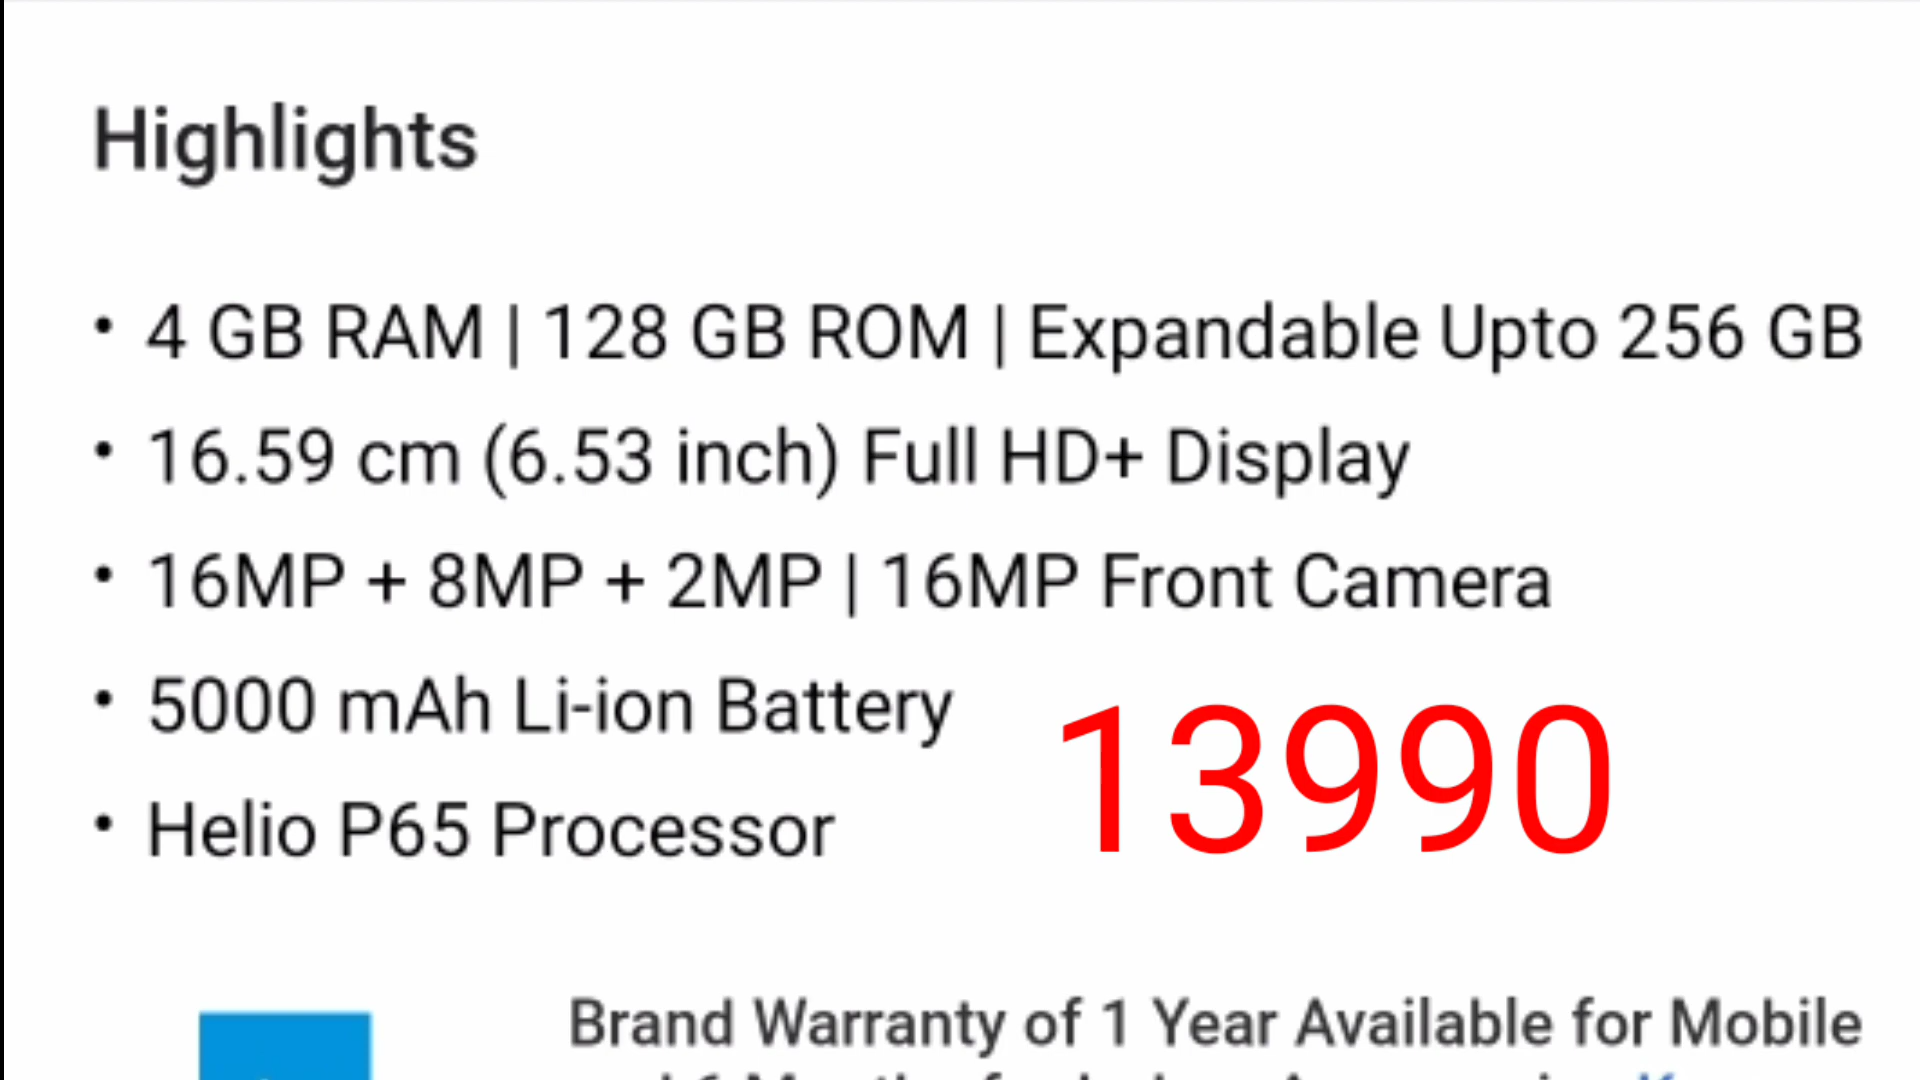 Highlights
• 4 GB RAM | 128 GB ROM | Expandable Upto 256 GB
• 16.59 cm (6.53 inch) Full HD+ Display
• 16MP + 8MP + 2MP | 16MP Front Camera
• 5000 mAh Li-ion Battery
13990
• Helio P65 Processor
Brand Warranty of 1 Year Available for Mobile